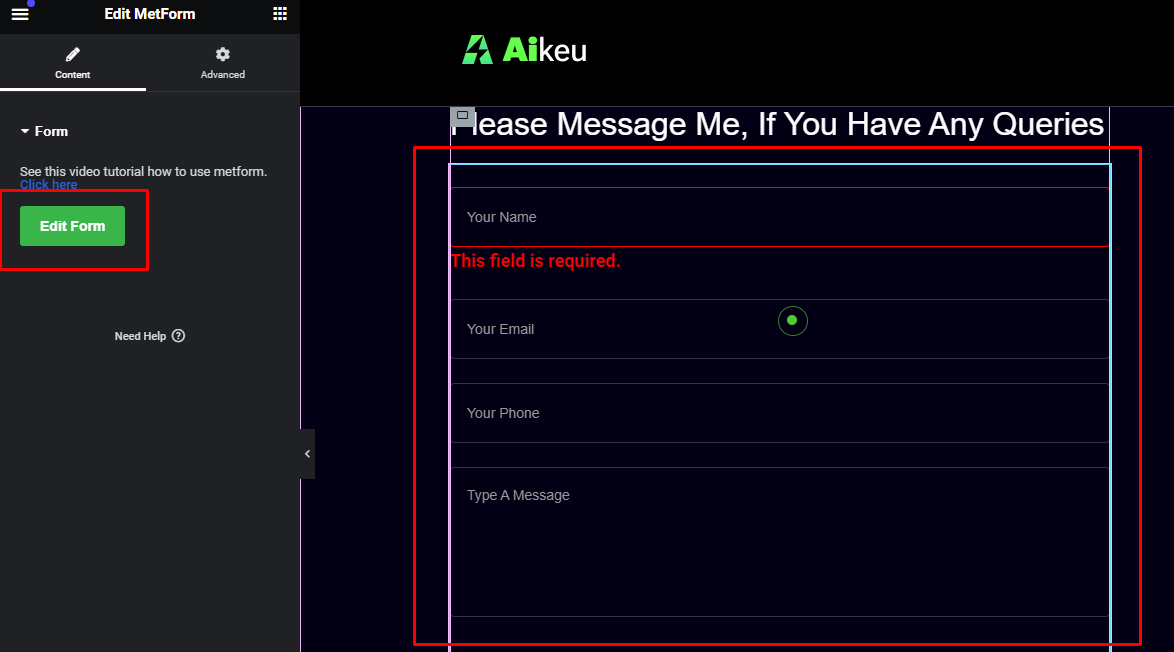 Edit MetForm
Content
Advanced
Form
See this video tutorial how to use metform.
Click here
Edit Form
Need Help
Aikeu
Please Message Me, If You Have Any Queries
Your Name
This field is required.
Your Email
Your Phone
Type A Message